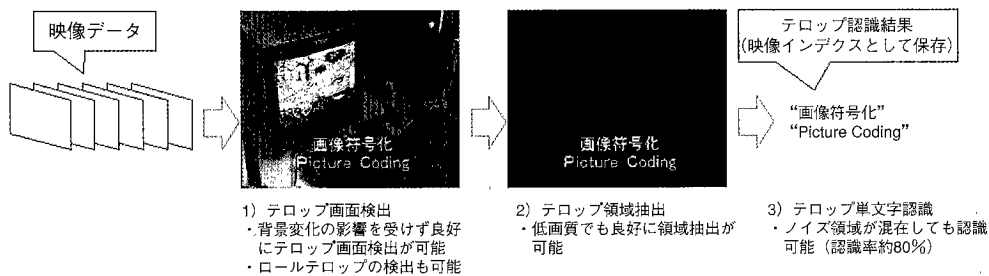 映像データ
画像符号化
Picture Coding
画像符号化
Picture Coding
テロップ認識結果
(映像インデクスとして保存)
“画像符号化”
“Picture Coding”
1) テロップ画面検出
・背景変化の影響を受けず良好
にテロップ画面検出が可能
・ロールテロップの検出も可能
2) テロップ領域抽出
・低画質でも良好に領域抽出が
可能
3) テロップ単文字認識
・ノイズ領域が混在しても認識
可能（認識率約80%）